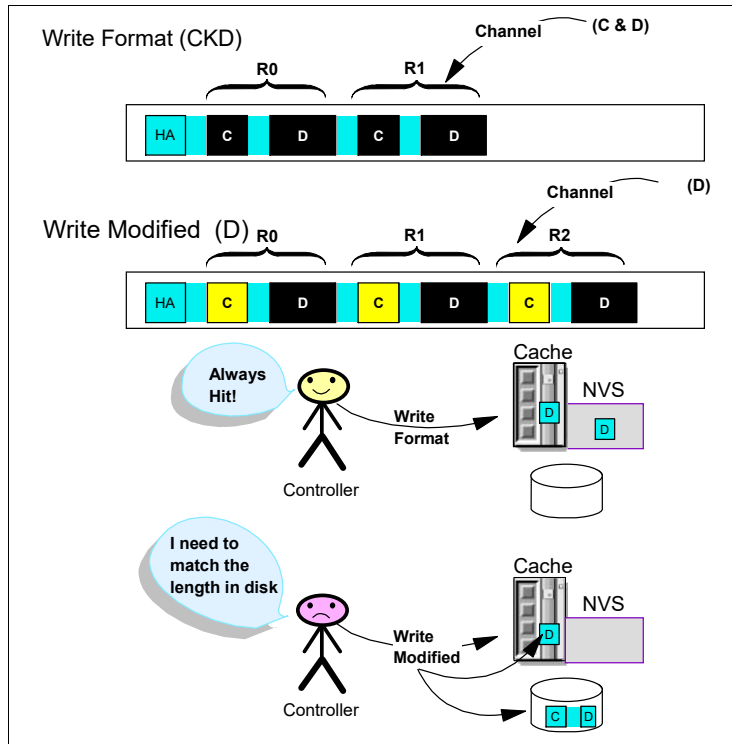 Write Format (CKD)
Channel
(C & D)
R0
R1
HA
C
D
C
D
Channel
(D)
Write Modified (D)
R0
R1
R2
HA
C
D
C
D
C
D
Always
Hit!
Cache
NVS
D
D
Write
Format
Controller
I need to
match the
length in disk
Cache
NVS
D
Write
Modified
C
D
Controller